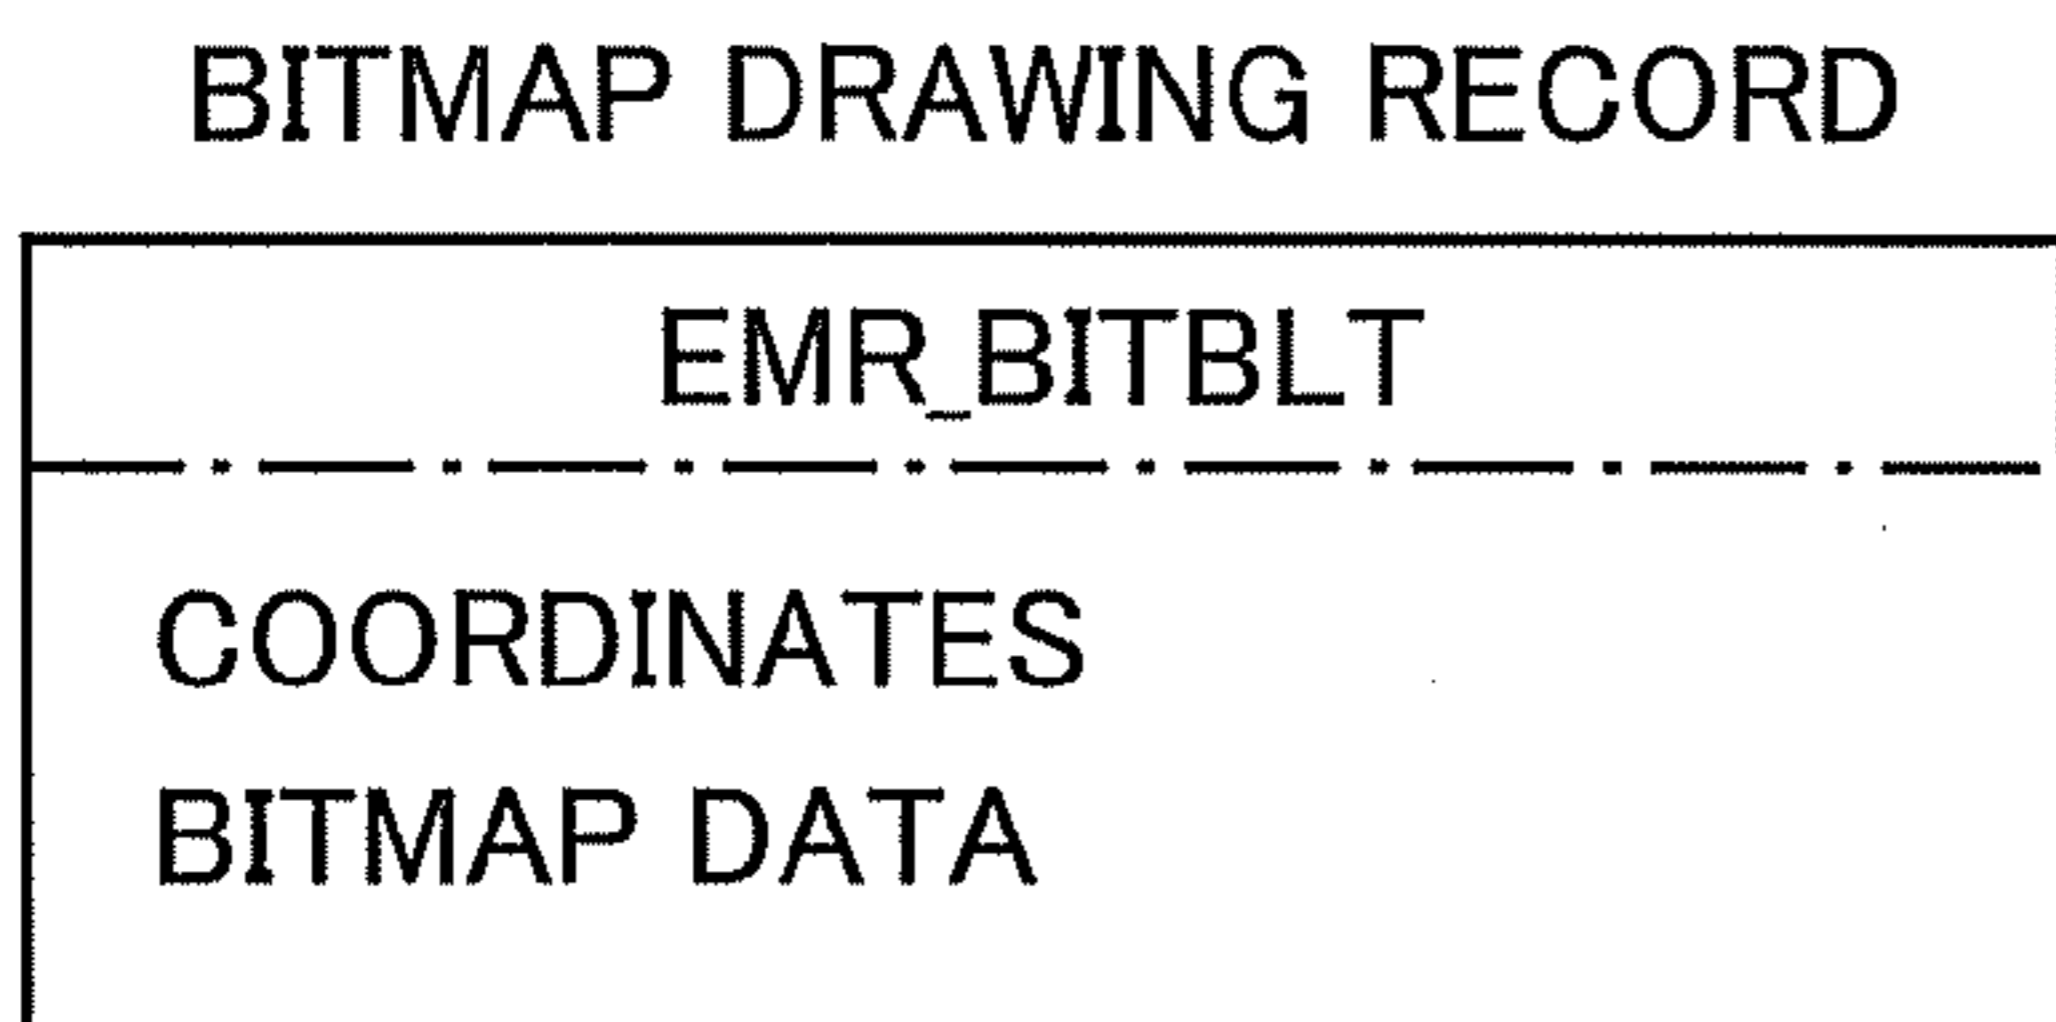 BITMAP DRAWING RECORD
EMR_BITBLT
COORDINATES
BITMAP DATA